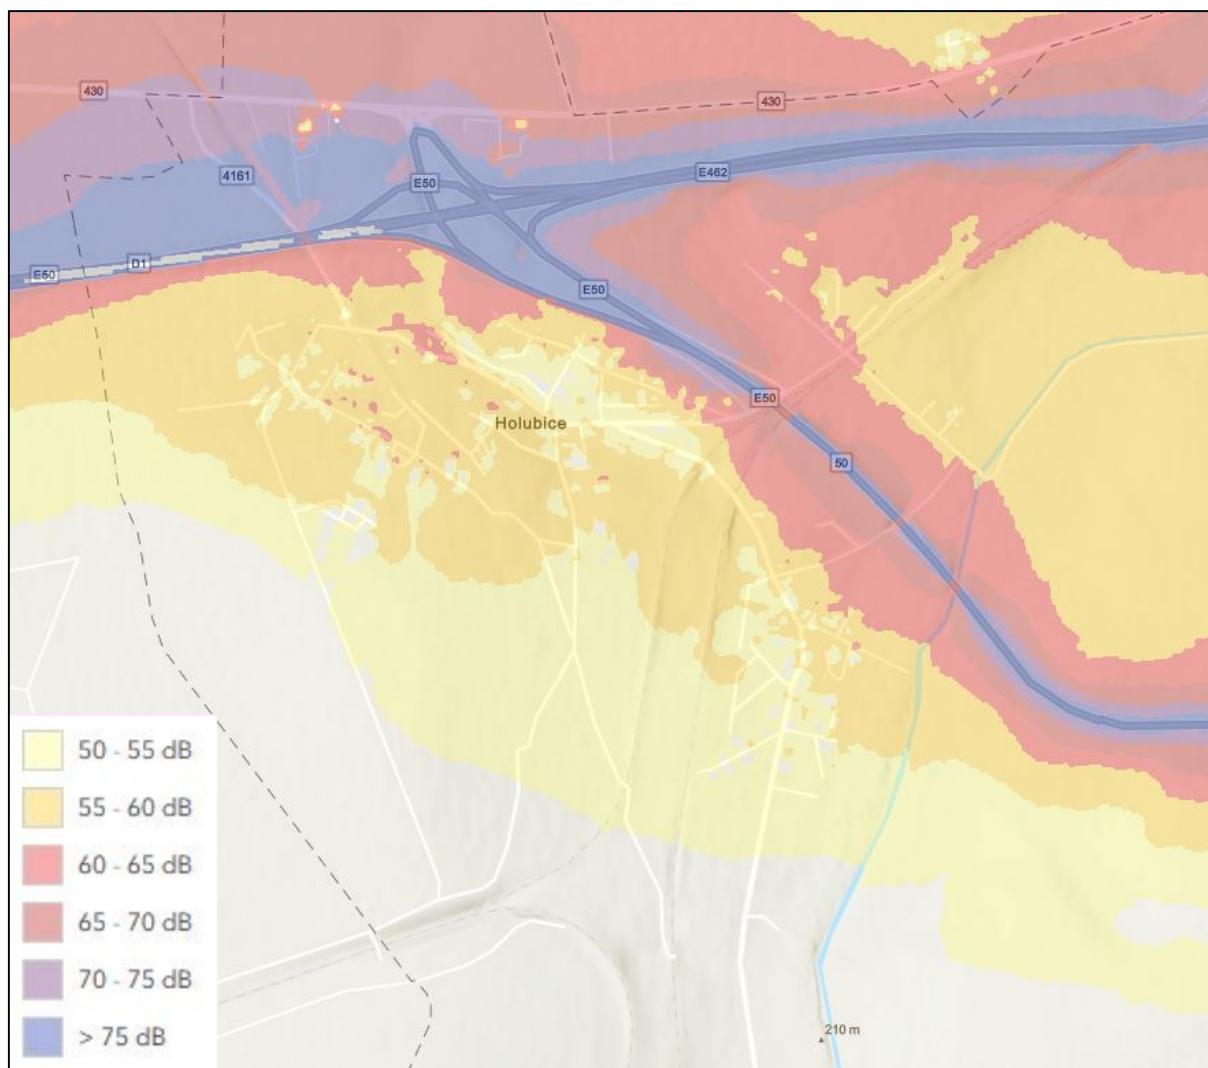 430
430
4161
E50
E462
D1
E50
E50
E50
Holubice
50
50 - 55 dB
55 - 60 dB
60 - 65 dB
65 - 70 dB
70 - 75 dB
> 75 dB
210 m